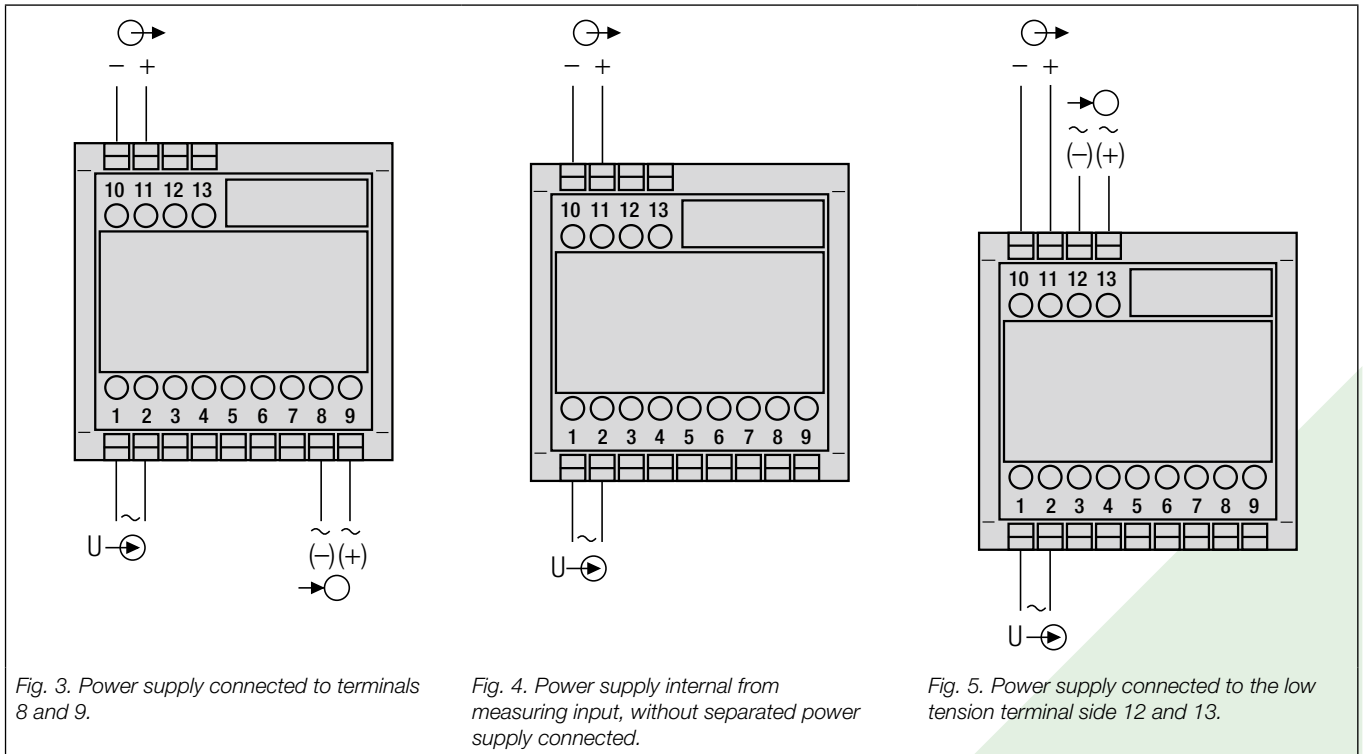 − +
10 11 12 13
1 2 3 4 5 6 7 8 9
~
U
~ ~
(−) (+)
Fig. 3. Power supply connected to terminals
8 and 9.
− +
10 11 12 13
1 2 3 4 5 6 7 8 9
~
U
Fig. 4. Power supply internal from
measuring input, without separated power
supply connected.
− +
~ ~
(−) (+)
10 11 12 13
1 2 3 4 5 6 7 8 9
~
U
Fig. 5. Power supply connected to the low
tension terminal side 12 and 13.